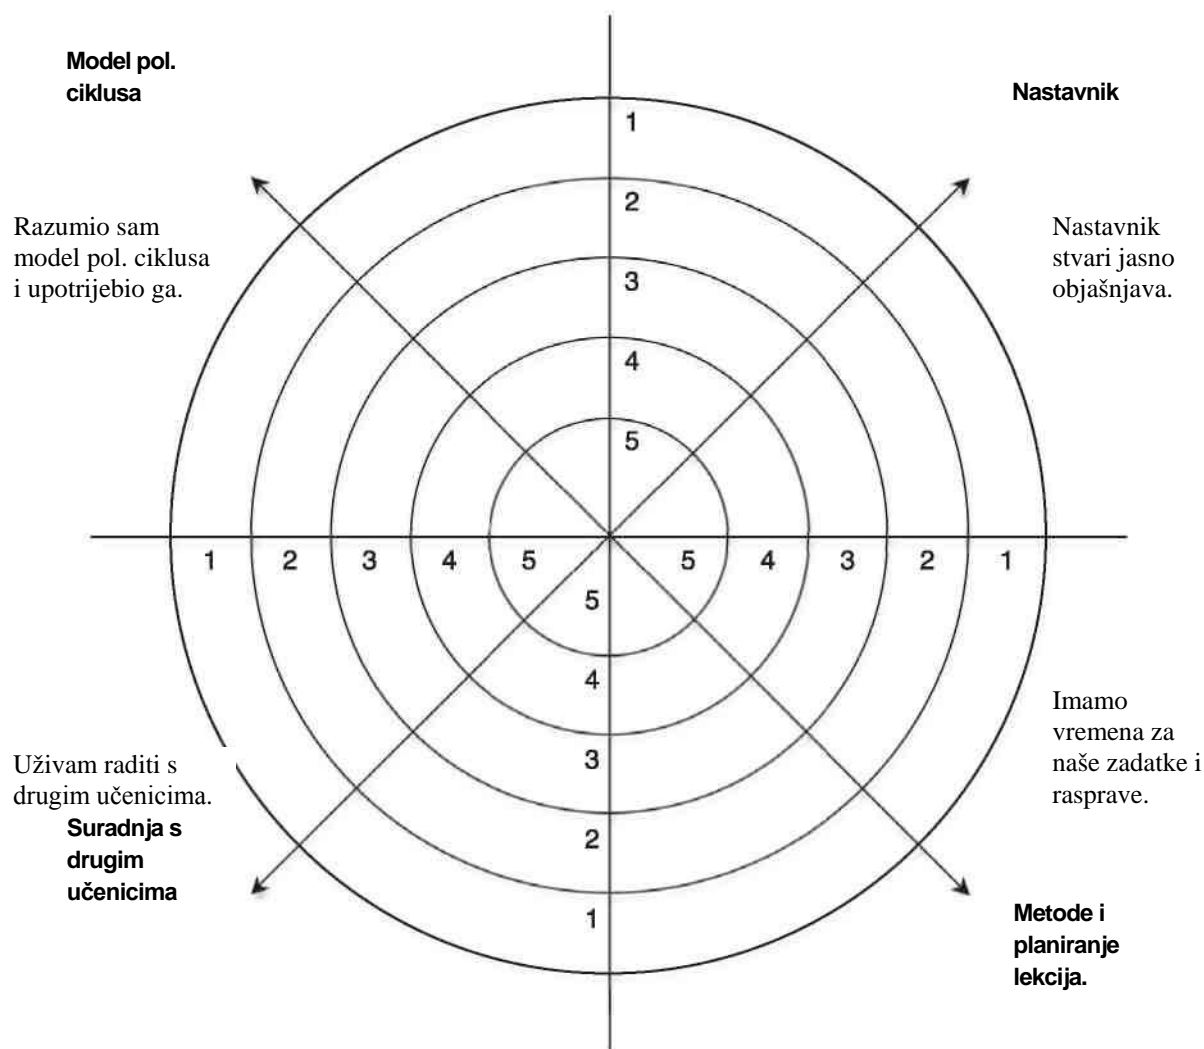 Model pol.
ciklusa
Nastavnik
Razumio sam
model pol. ciklusa
i upotrijebio ga.
Nastavnik
stvari jasno
objašnjava.
1
2
3
4
5
1 2 3 4 5 5 4 3 2 1
5
4
3
2
1
Uživam raditi s
drugim učenicima.
Suradnja s
drugim
učenicima
Imamo
vremena za
naše zadatke i
rasprave.
Metode i
planiranje
lekcija.